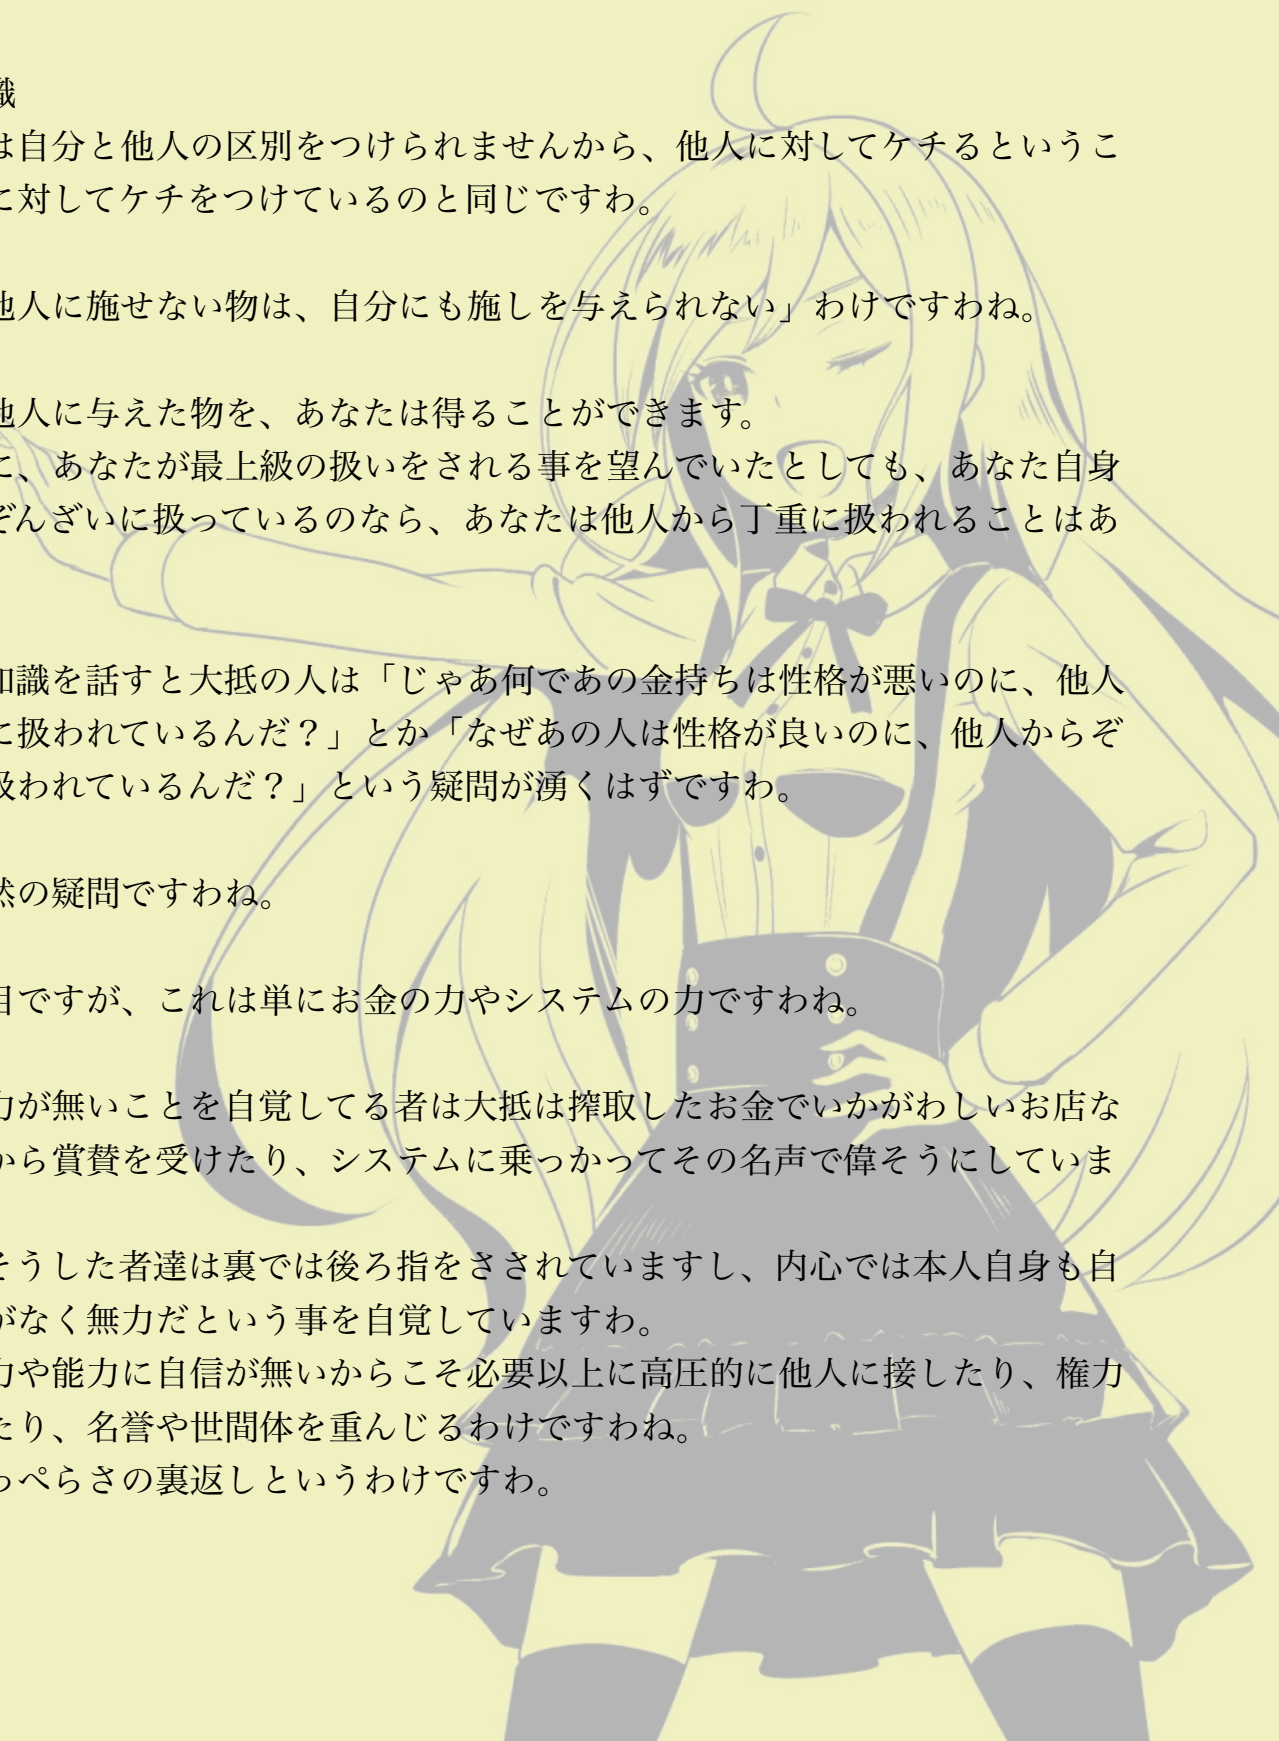 識
は自分と他人の区別をつけられませんから、他人に対してケチるというこ
に対してケチをつけているのと同じですわ。
他人に施せない物は、自分にも施しを与えられない」わけですわね。
他人に与えた物を、あなたは得ることができます。
に、あなたが最上級の扱いをされる事を望んでいたとしても、あなた自身
ぞんざいに扱っているのなら、あなたは他人から丁重に扱われることはあ
知識を話すと大抵の人は「じゃあ何であの金持ちは性格が悪いのに、他人
に扱われているんだ？」とか「なぜあの人は性格が良いのに、他人からぞ
扱われているんだ？」という疑問が湧くはずですわ。
然の疑問ですわね。
目ですが、これは単にお金の力やシステムの力ですわね。
力が無いことを自覚してる者は大抵は搾取したお金でいかがわしいお店な
から賞賛を受けたり、システムに乗っかってその名声で偉そうにしていま
そうした者達は裏では後ろ指をさされていますし、内心では本人自身も自
がなく無力だという事を自覚していますわ。
力や能力に自信が無いからこそ必要以上に高圧的に他人に接したり、権力
たり、名誉や世間体を重んじるわけですわね。
っぺらさの裏返しというわけですわ。